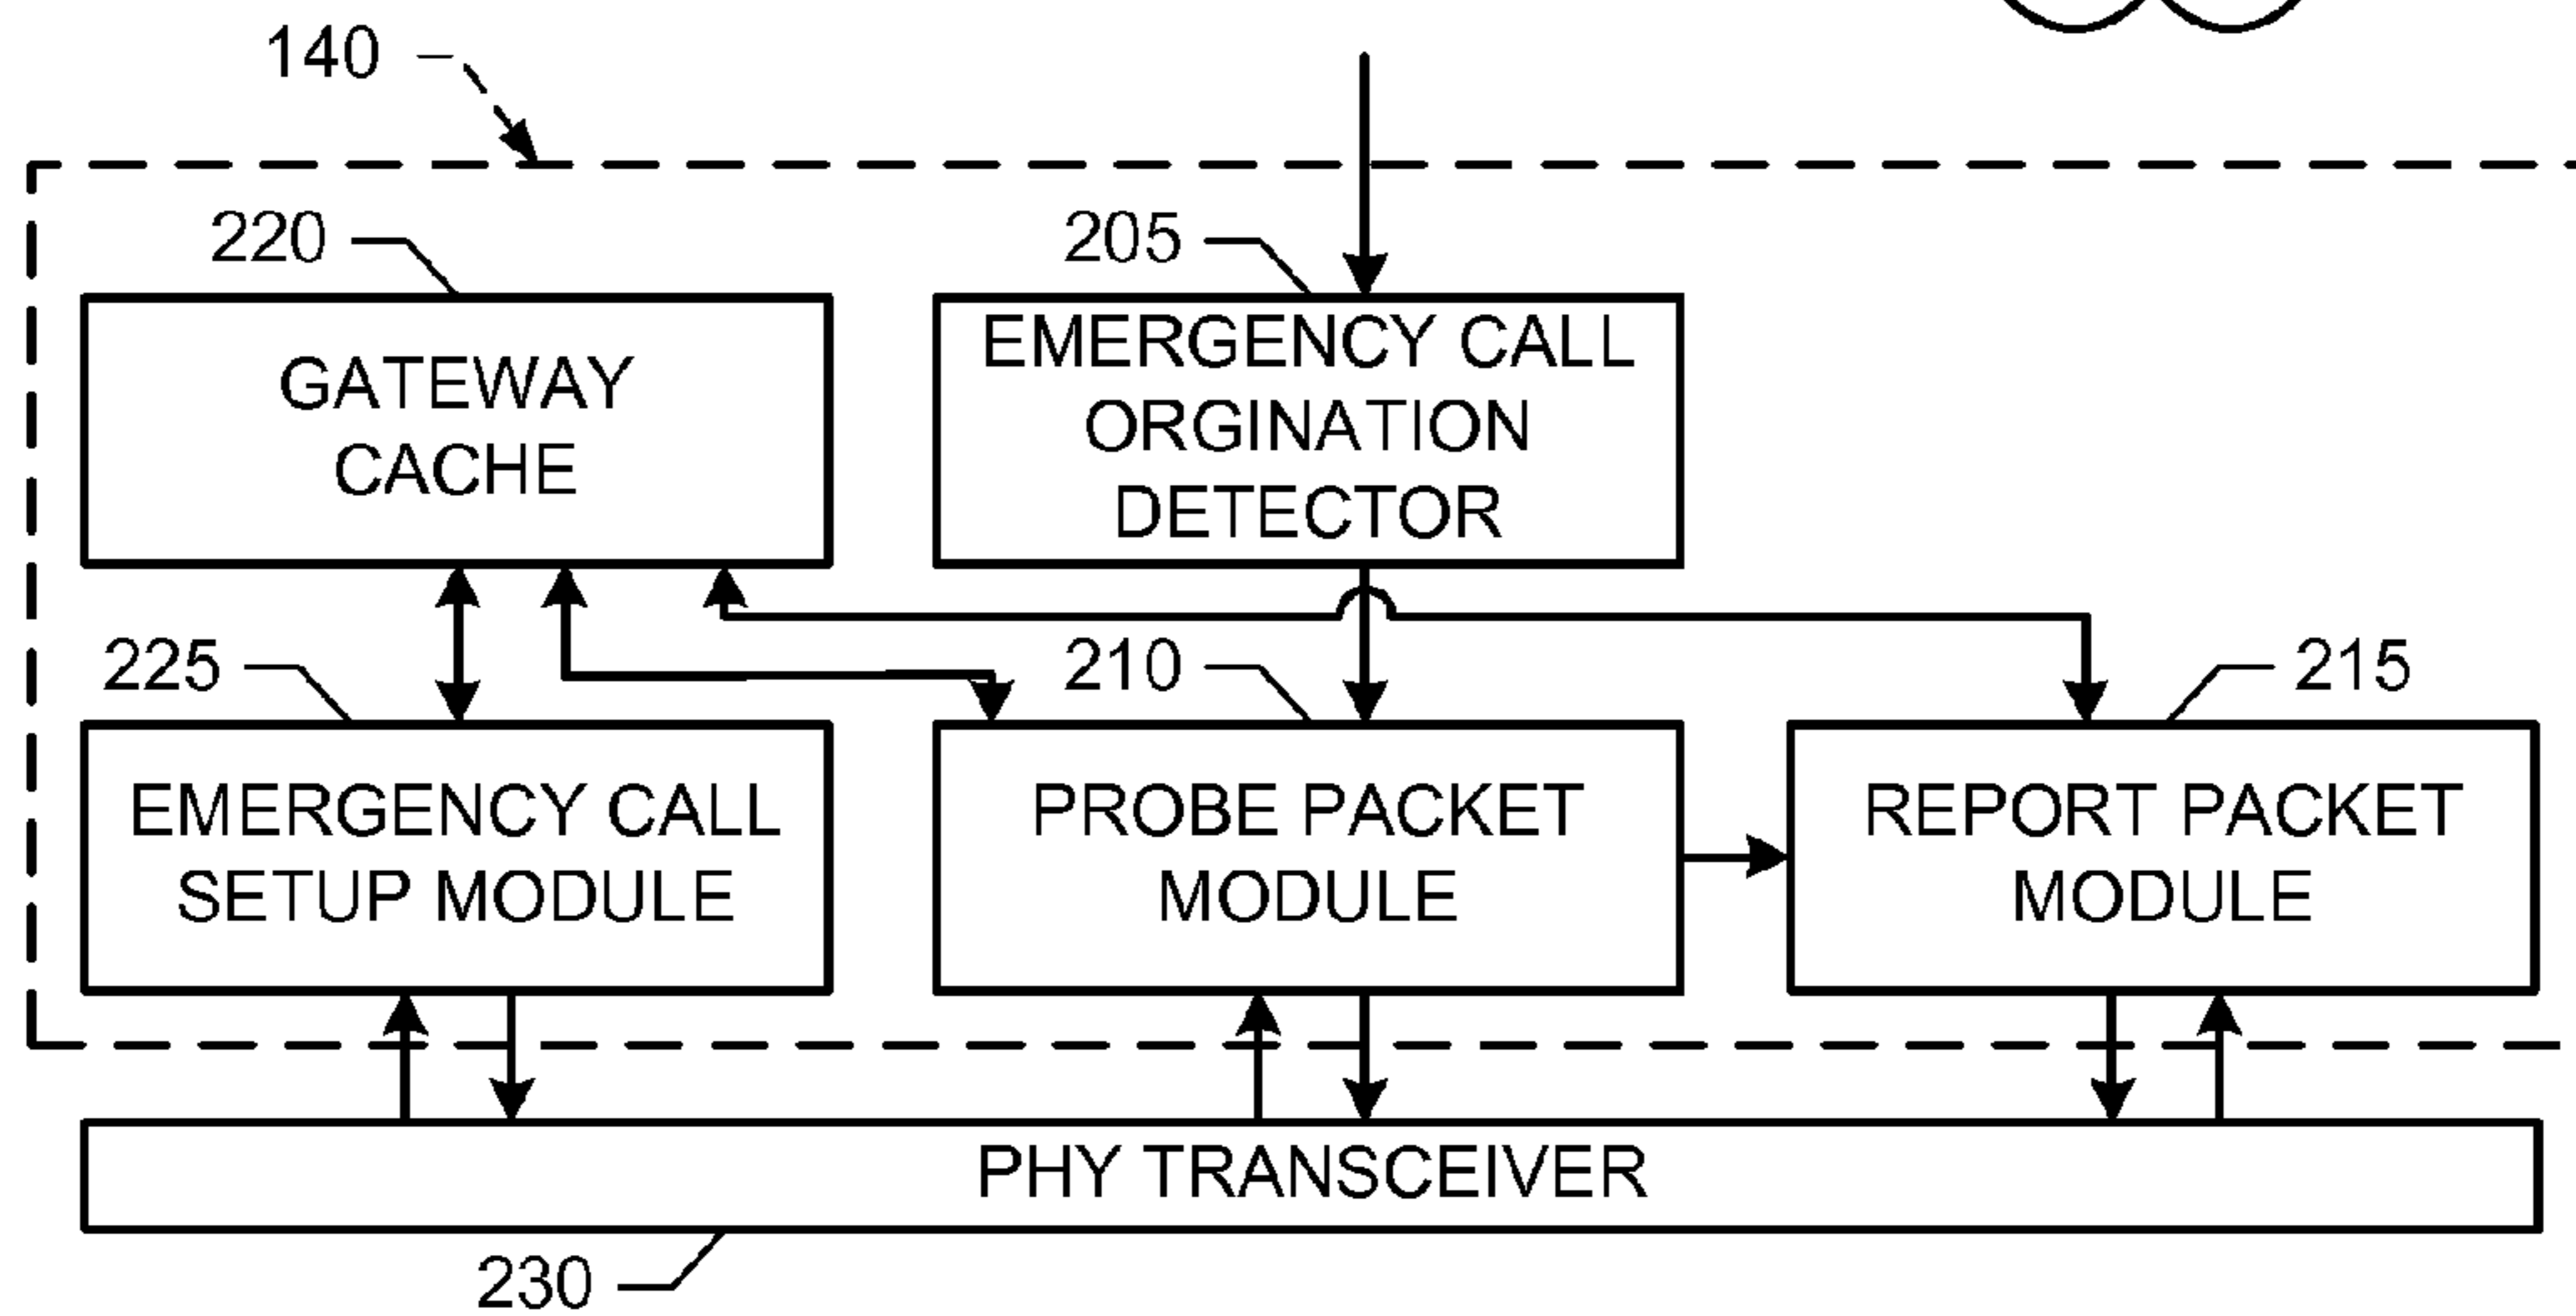 140
220
205
GATEWAY
CACHE
EMERGENCY CALL
ORGINATION
DETECTOR
225
210
215
EMERGENCY CALL
SETUP MODULE
PROBE PACKET
MODULE
REPORT PACKET
MODULE
PHY TRANSCEIVER
230